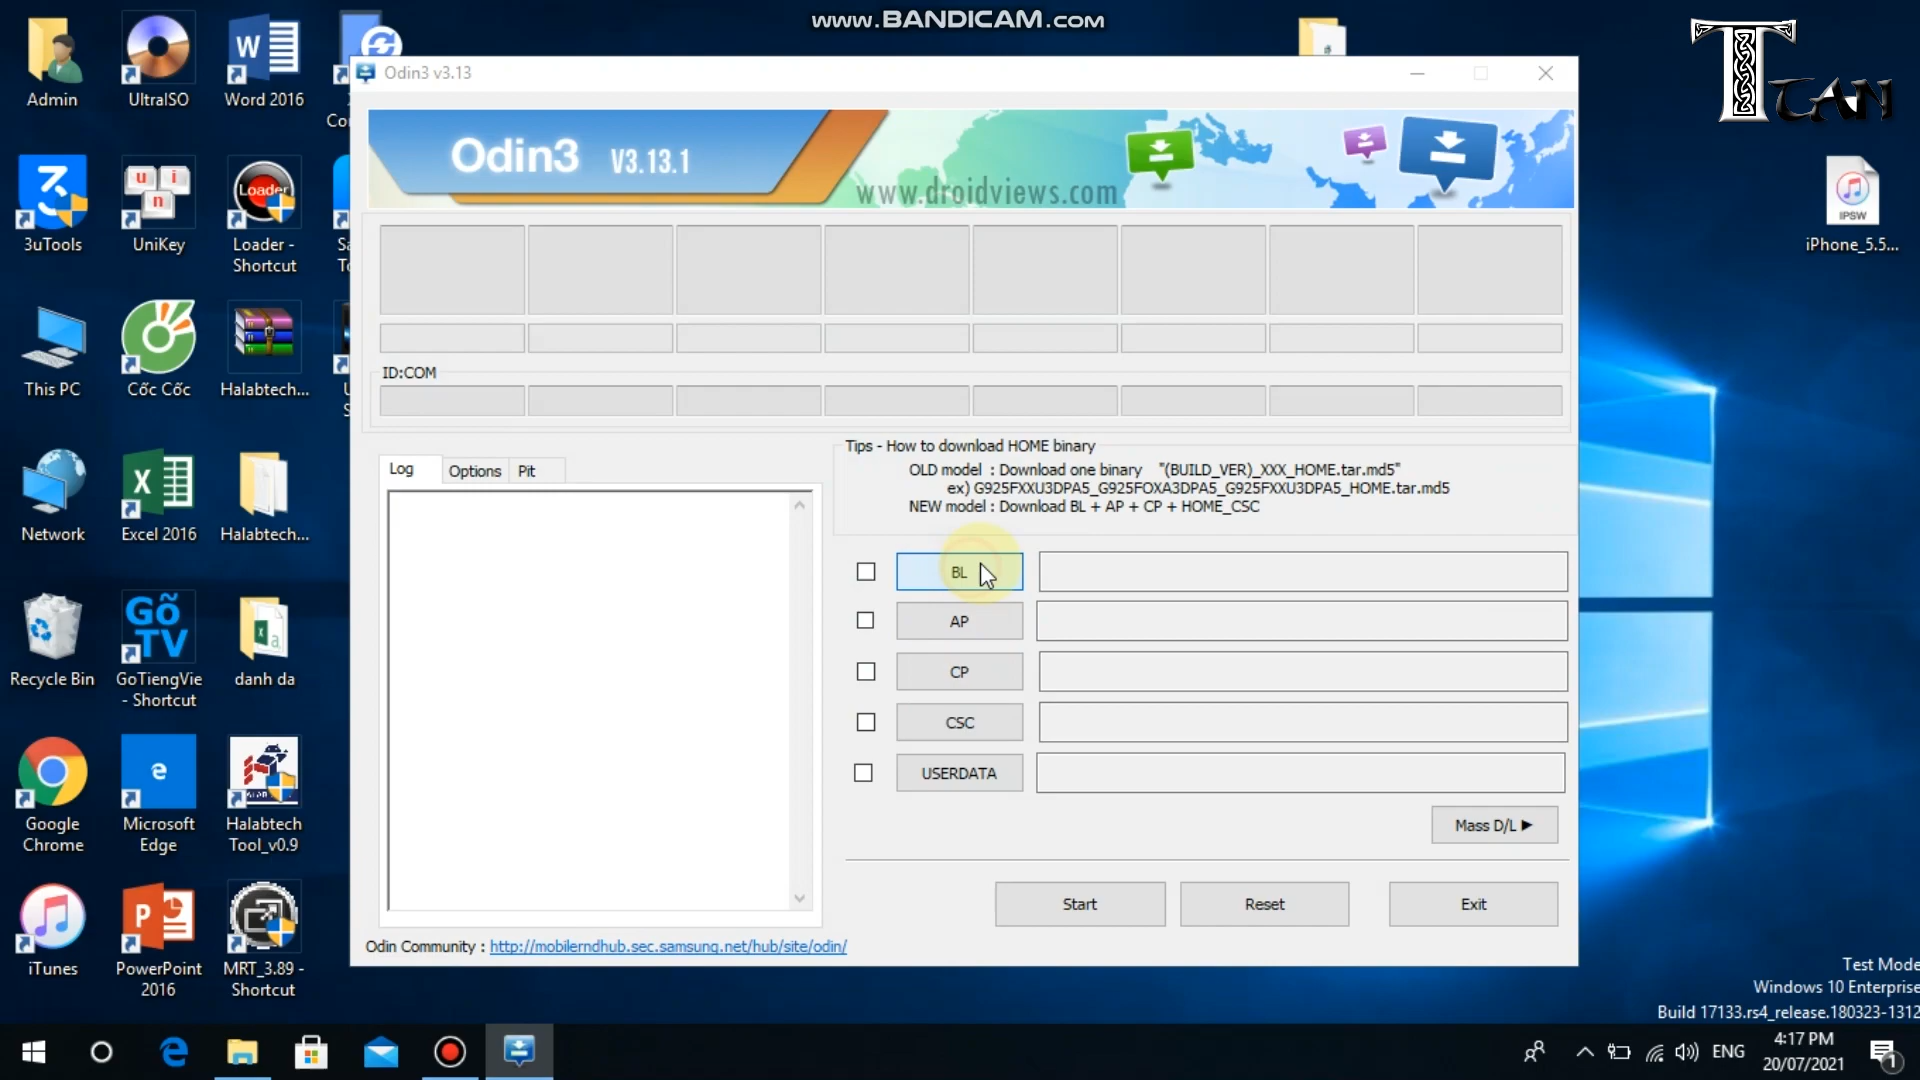 www.BANDICAM.com
Admin
UltraISO
Word 2016
Odin3 v3.13
Ttan
Odin3 V3.13.1
www.droidviews.com
3uTools
UniKey
Loader
Loader -
Shortcut
IPSW
iPhone_5.5...
ID:COM
This PC
Cốc Cốc
Halabtech...
Log
Options
Pit
Tips - How to download HOME binary
OLD model : Download one binary "(BUILD_VER)_XXX_HOME.tar.md5"
ex) G925FXXU3DPA5_G925FOXA3DPA5_G925FXXU3DPA5_HOME.tar.md5
NEW model : Download BL + AP + CP + HOME_CSC
Network
Excel 2016
Halabtech...
BL
AP
CP
CSC
USERDATA
Mass D/L
Start
Reset
Exit
Recycle Bin
Gõ
TV
GoTiengVie
- Shortcut
danh da
Google
Chrome
Microsoft
Edge
Halabtech
Tool_v0.9
Odin Community : http://mobilerndhub.sec.samsung.net/hub/site/odin/
iTunes
PowerPoint
2016
MRT_3.89 -
Shortcut
Test Mode
Windows 10 Enterprise
Build 17133.rs4_release.180323-1312
ENG
4:17 PM
20/07/2021
1